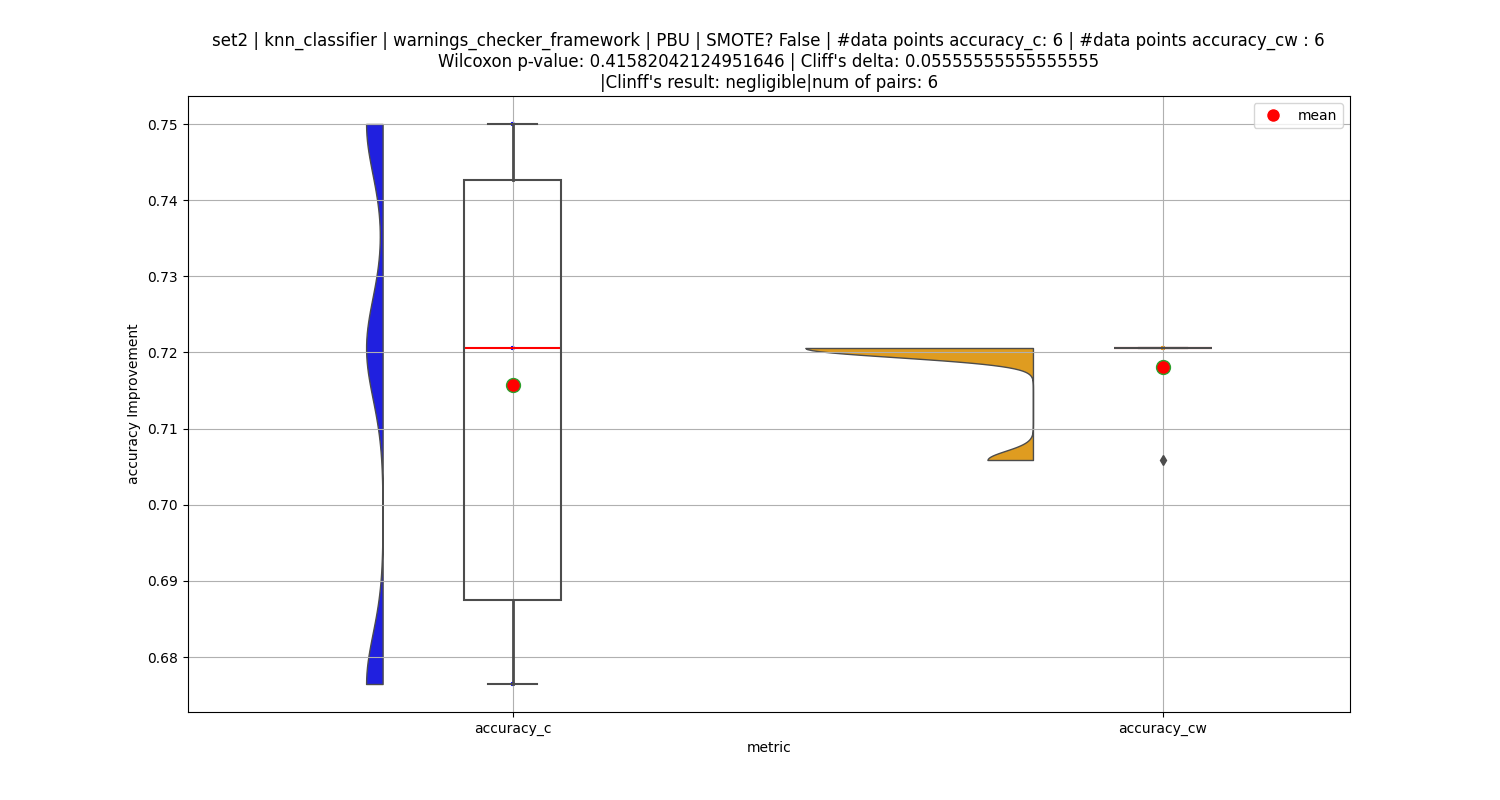 set2 | knn_classifier | warnings_checker_framework | PBU | SMOTE? False | #data points accuracy_c: 6 | #data points accuracy_cw : 6
Wilcoxon p-value: 0.41582042124951646 | Cliff's delta: 0.05555555555555555
|Clinff's result: negligible|num of pairs: 6
mean
accuracy Improvement
0.75
0.74
0.73
0.72
0.71
0.70
0.69
0.68
accuracy_c
accuracy_cw
metric